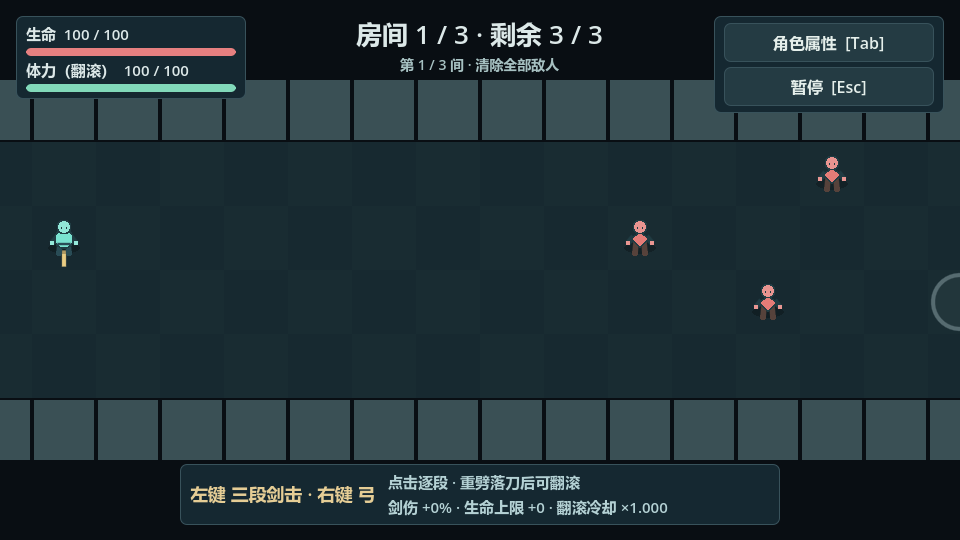 生命 100 / 100
体力（翻滚） 100 / 100
房间 1 / 3 · 剩余 3 / 3
第 1 / 3 间 · 清除全部敌人
角色属性 [Tab]
暂停 [Esc]
左键 三段剑击 · 右键 弓
点击逐段 · 重劈落刀后可翻滚
剑伤 +0% · 生命上限 +0 · 翻滚冷却 ×1.000